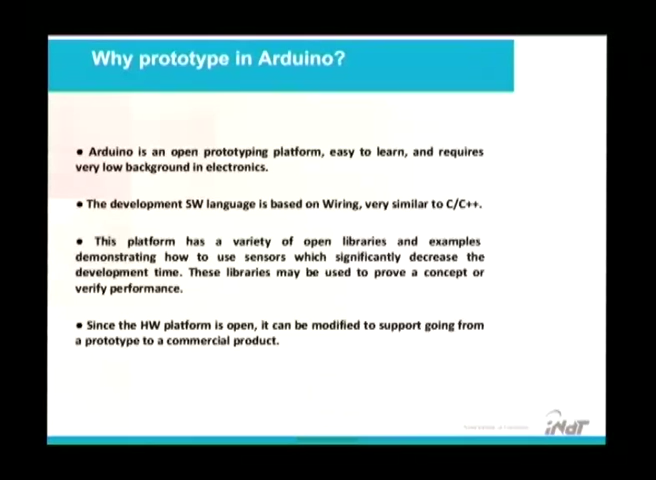 Why prototype in Arduino?
• Arduino is an open prototyping platform, easy to learn, and requires
very low background in electronics.
• The development SW language is based on Wiring, very similar to C/C++.
• This platform has a variety of open libraries and examples
demonstrating how to use sensors which significantly decrease the
development time. These libraries may be used to prove a concept or
verify performance.
• Since the HW platform is open, it can be modified to support going from
a prototype to a commercial product.
iNdT